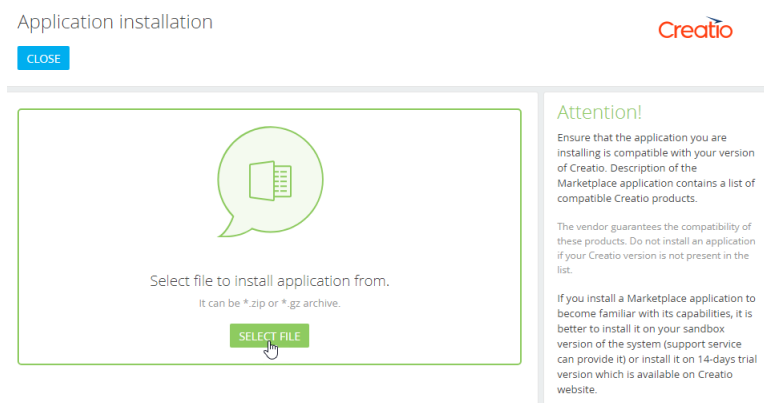 Application installation
Creatio
CLOSE
Select file to install application from.
It can be *.zip or *.gz archive.
SELECT FILE
Attention!
Ensure that the application you are
installing is compatible with your version
of Creatio. Description of the
Marketplace application contains a list of
compatible Creatio products.
The vendor guarantees the compatibility of
these products. Do not install an application
if your Creatio version is not present in the
list.
If you install a Marketplace application to
become familiar with its capabilities, it is
better to install it on your sandbox
version of the system (support service
can provide it) or install it on 14-days trial
version which is available on Creatio
website.